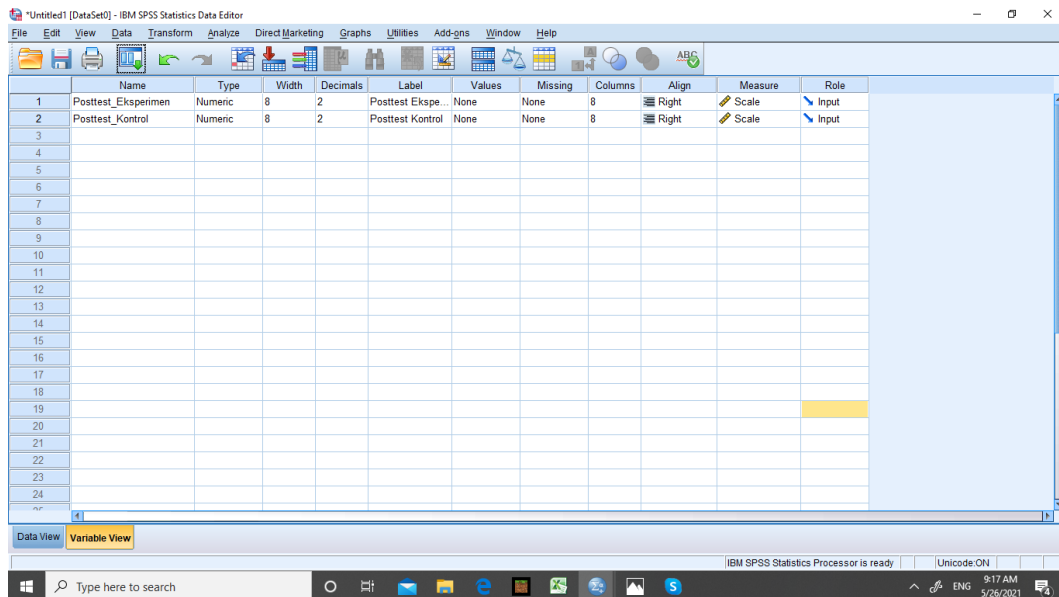 *Untitled1 [DataSet0] - IBM SPSS Statistics Data Editor
File Edit View Data Transform Analyze Direct Marketing Graphs Utilities Add-ons Window Help
Name Type Width Decimals Label Values Missing Columns Align Measure Role
1 Posttest_Eksperimen Numeric 8 2 Posttest Ekspe... None None 8 Right Scale Input
2 Posttest_Kontrol Numeric 8 2 Posttest Kontrol None None 8 Right Scale Input
3
4
5
6
7
8
9
10
11
12
13
14
15
16
17
18
19
20
21
22
23
24
Data View Variable View
IBM SPSS Statistics Processor is ready Unicode:ON
Type here to search ENG 9:17 AM
5/26/2021